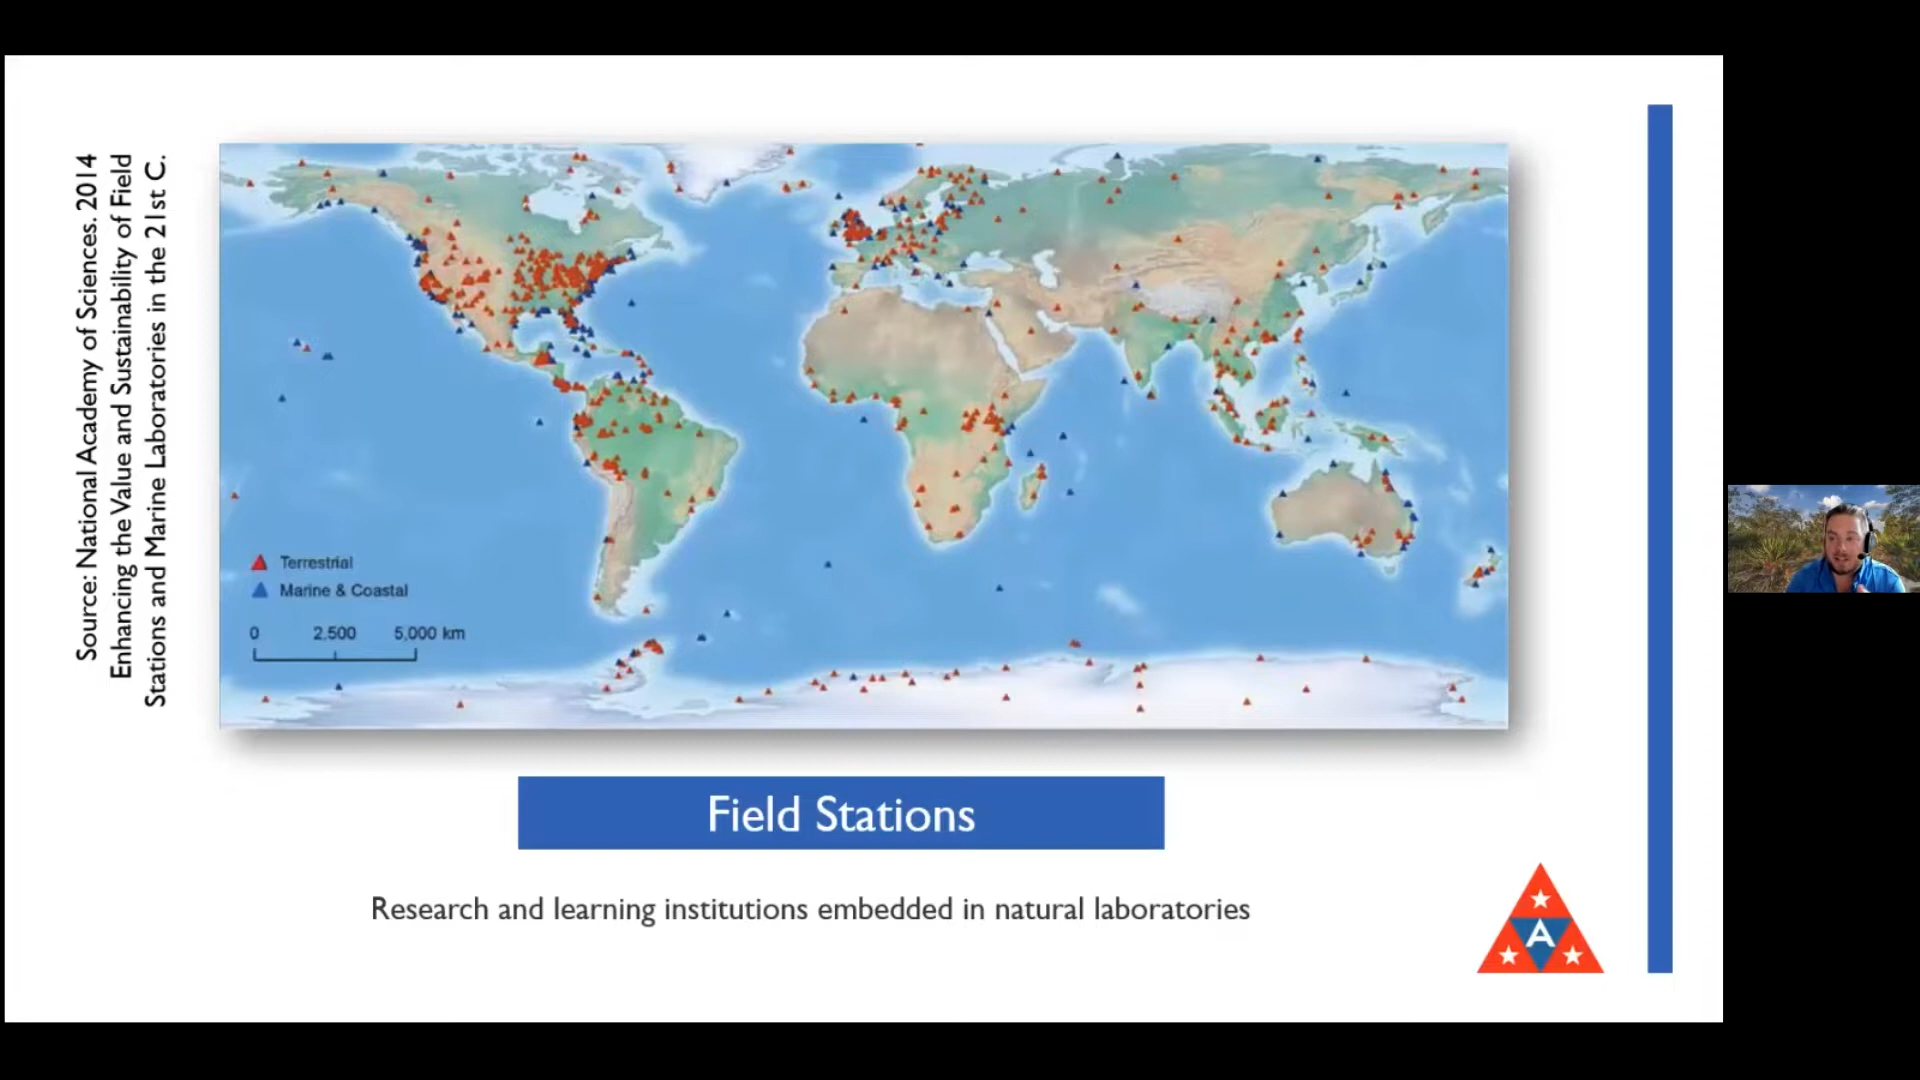 Source: National Academy of Sciences. 2014
Enhancing the Value and Sustainability of Field
Stations and Marine Laboratories in the 21st C.
Terrestrial
Marine & Coastal
0 2,500 5,000 km
Field Stations
Research and learning institutions embedded in natural laboratories
A